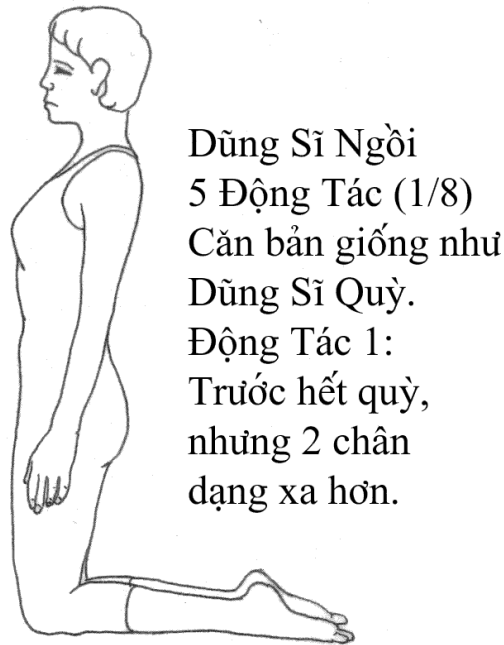 Dũng Sĩ Ngồi
5 Động Tác (1/8)
Căn bản giống như
Dũng Sĩ Quỳ.
Động Tác 1:
Trước hết quỳ,
nhưng 2 chân
dạng xa hơn.